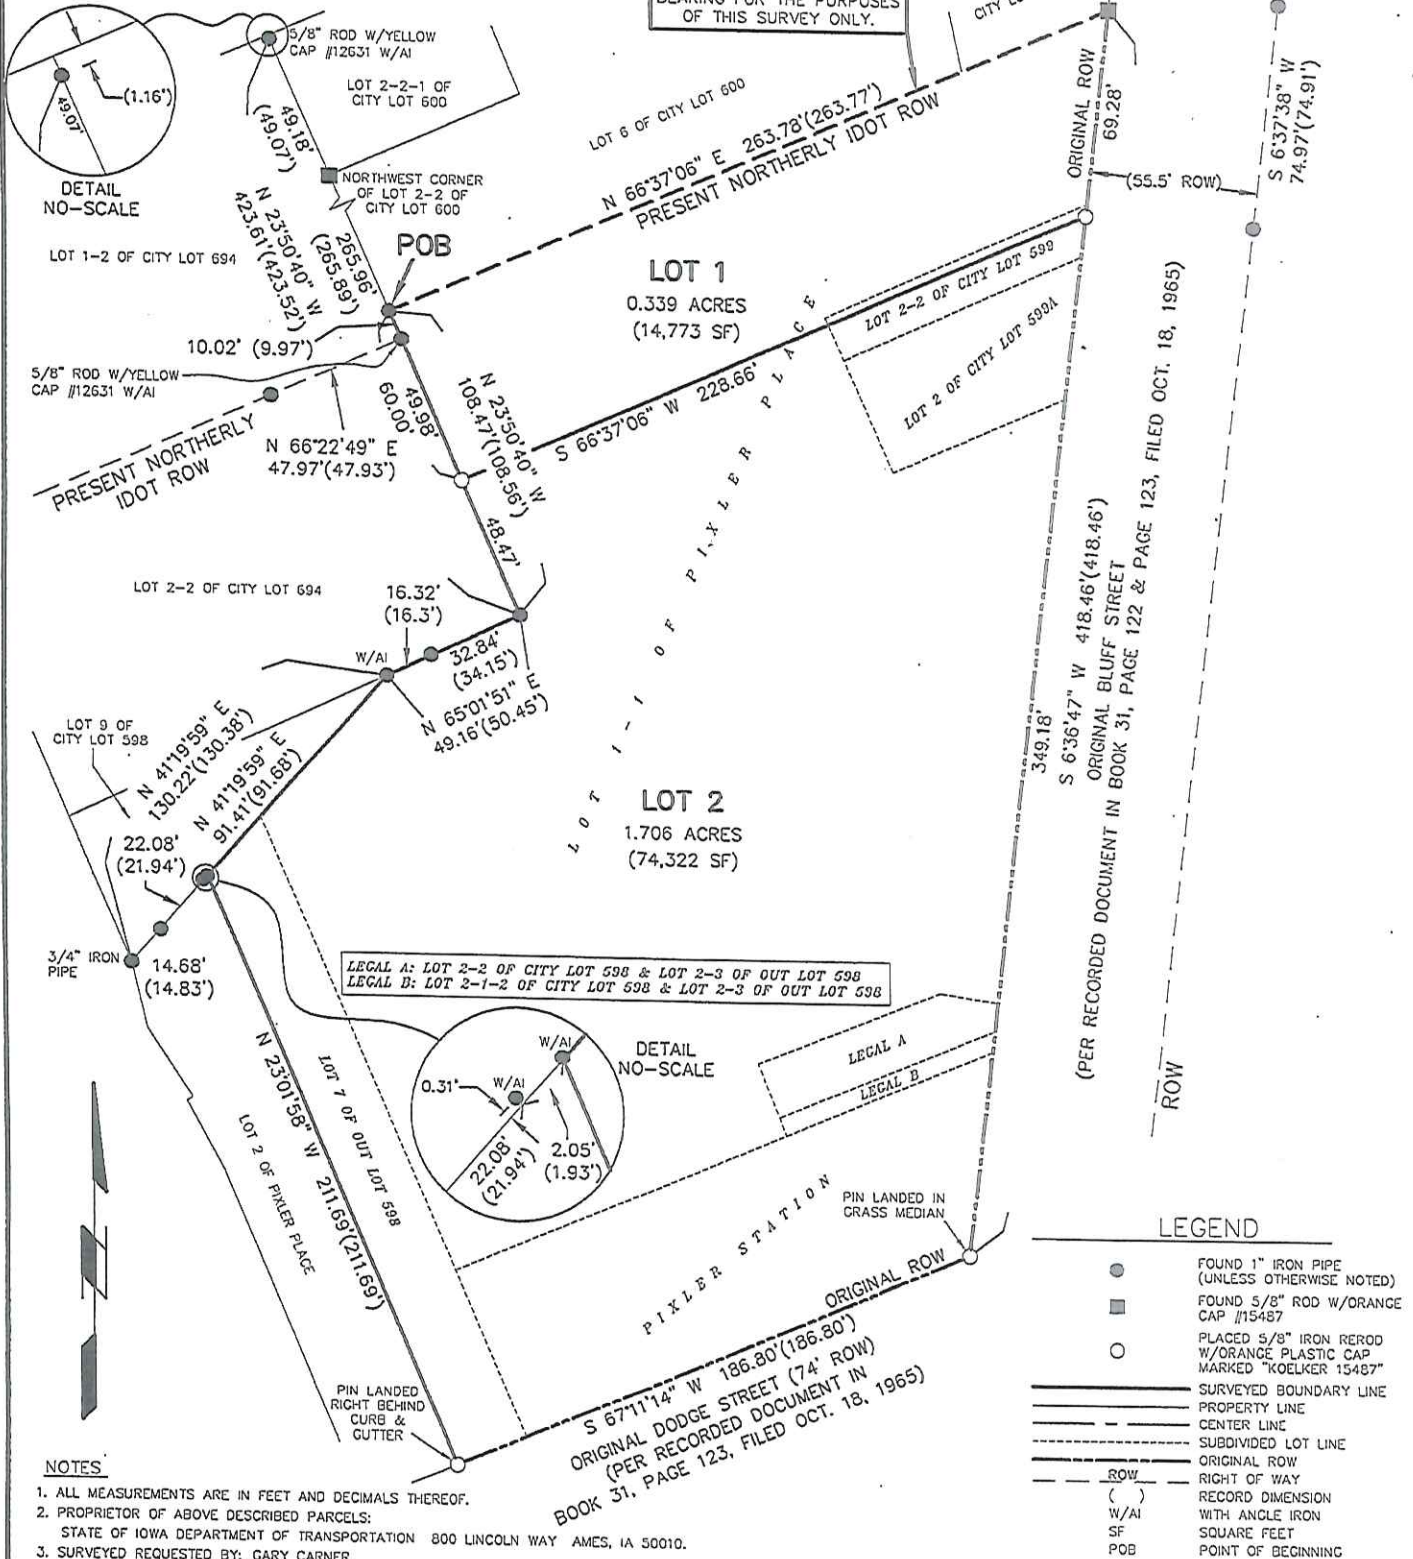 BEARING FOR THE PURPOSES
OF THIS SURVEY ONLY.
5/8" ROD W/YELLOW
CAP #12631 W/AI
(1.16')
49.07'
DETAIL
NO-SCALE
LOT 2-2-1 OF
CITY LOT 600
49.18'
(49.07')
NORTHWEST CORNER
OF LOT 2-2 OF
CITY LOT 600
LOT 6 OF CITY LOT 600
N 66°37'06" E 263.78'(263.77')
PRESENT NORTHERLY IDOT ROW
ORIGINAL ROW
69.28'
(55.5' ROW)
S 6°37'38" W
74.97'(74.91')
N 23°50'40" W
423.61'(423.52')
265.96'
(265.89')
LOT 1-2 OF CITY LOT 694
POB
10.02' (9.97')
5/8" ROD W/YELLOW
CAP #12631 W/AI
N 66°22'49" E
47.97'(47.93')
PRESENT NORTHERLY
IDOT ROW
49.98'
60.00'
N 23°50'40" W
108.47'(108.56')
48.47'
LOT 1
0.339 ACRES
(14,773 SF)
S 66°37'06" W 228.66'
LOT 2-2 OF CITY LOT 599
LOT 2 OF CITY LOT 599A
LOT 1-1 OF PIXLER PLACE
LOT 2-2 OF CITY LOT 694
16.32'
(16.3')
W/AI
32.84'
(34.15')
N 65°01'51" E
49.16'(50.45')
LOT 9 OF
CITY LOT 598
N 41°19'59" E
130.22'(130.38')
N 41°19'59" E
91.41'(91.68')
22.08'
(21.94')
3/4" IRON
PIPE
14.68'
(14.83')
LOT 2
1.706 ACRES
(74,322 SF)
349.18'
S 6°36'47" W 418.46'(418.46')
ORIGINAL BLUFF STREET
(PER RECORDED DOCUMENT IN BOOK 31, PAGE 122 & PAGE 123, FILED OCT. 18, 1965)
ROW
LEGAL A: LOT 2-2 OF CITY LOT 598 & LOT 2-3 OF OUT LOT 598
LEGAL B: LOT 2-1-2 OF CITY LOT 598 & LOT 2-3 OF OUT LOT 598
LEGAL A
LEGAL B
DETAIL
NO-SCALE
W/AI
W/AI
0.31'
22.08'
(21.94')
2.05'
(1.93')
N 23°01'58" W 211.69'(211.69')
LOT 7 OF OUT LOT 598
LOT 2 OF PIXLER PLACE
PIXLER STATION
PIN LANDED IN
GRASS MEDIAN
ORIGINAL ROW
S 67°11'14" W 186.80'(186.80')
ORIGINAL DODGE STREET (74' ROW)
(PER RECORDED DOCUMENT IN
BOOK 31, PAGE 123, FILED OCT. 18, 1965)
PIN LANDED
RIGHT BEHIND
CURB &
GUTTER
LEGEND
FOUND 1" IRON PIPE
(UNLESS OTHERWISE NOTED)
FOUND 5/8" ROD W/ORANGE
CAP #15487
PLACED 5/8" IRON REROD
W/ORANGE PLASTIC CAP
MARKED "KOELKER 15487"
SURVEYED BOUNDARY LINE
PROPERTY LINE
CENTER LINE
SUBDIVIDED LOT LINE
ORIGINAL ROW
ROW RIGHT OF WAY
( ) RECORD DIMENSION
W/AI WITH ANGLE IRON
SF SQUARE FEET
POB POINT OF BEGINNING
NOTES
1. ALL MEASUREMENTS ARE IN FEET AND DECIMALS THEREOF.
2. PROPRIETOR OF ABOVE DESCRIBED PARCELS:
STATE OF IOWA DEPARTMENT OF TRANSPORTATION 800 LINCOLN WAY AMES, IA 50010.
3. SURVEYED REQUESTED BY: GARY CARNER